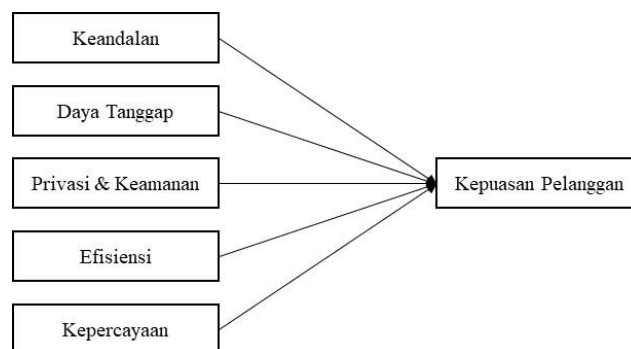 Keandalan
Daya Tanggap
Privasi & Keamanan
Kepuasan Pelanggan
Efisiensi
Kepercayaan